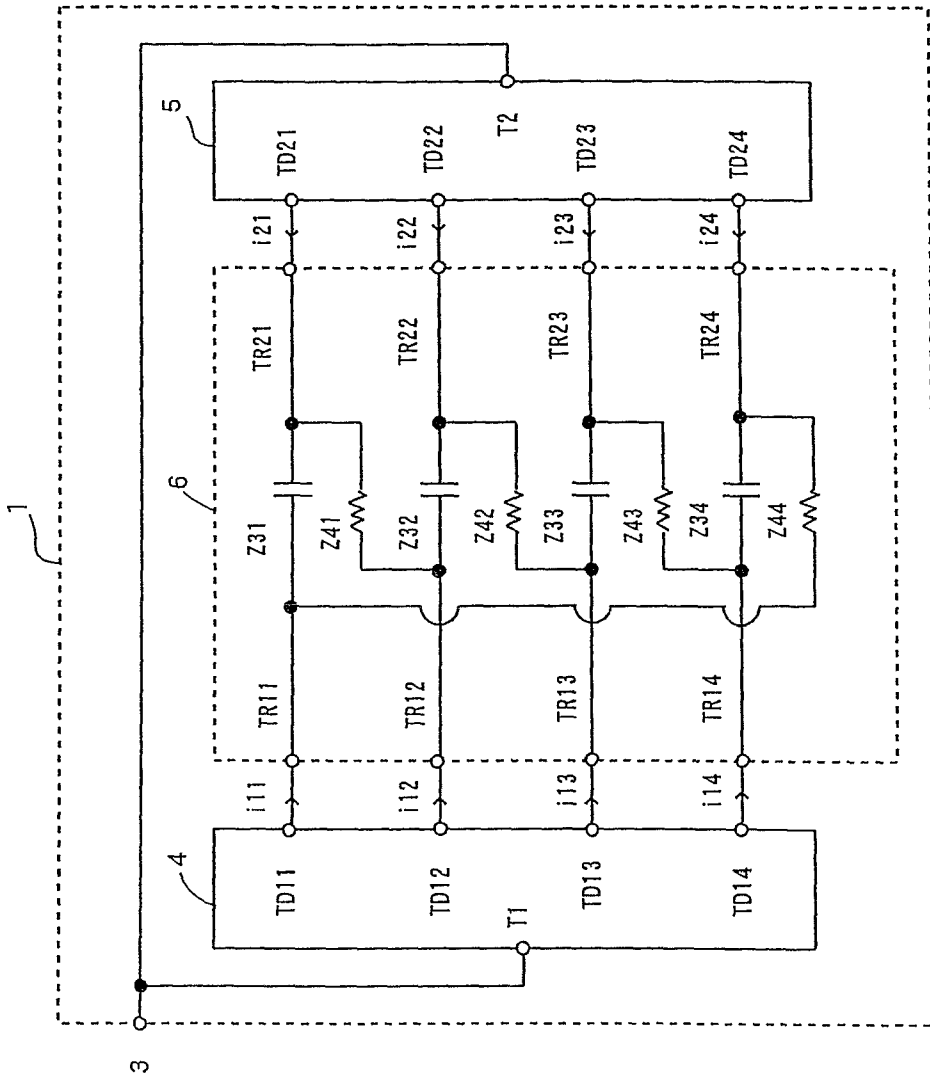 1
3
4
TD11
TD12
T1
TD13
TD14
i11
i12
i13
i14
6
TR11
TR12
TR13
TR14
Z31
Z41
Z32
Z42
Z33
Z43
Z34
Z44
TR21
TR22
TR23
TR24
i21
i22
i23
i24
5
TD21
TD22
T2
TD23
TD24